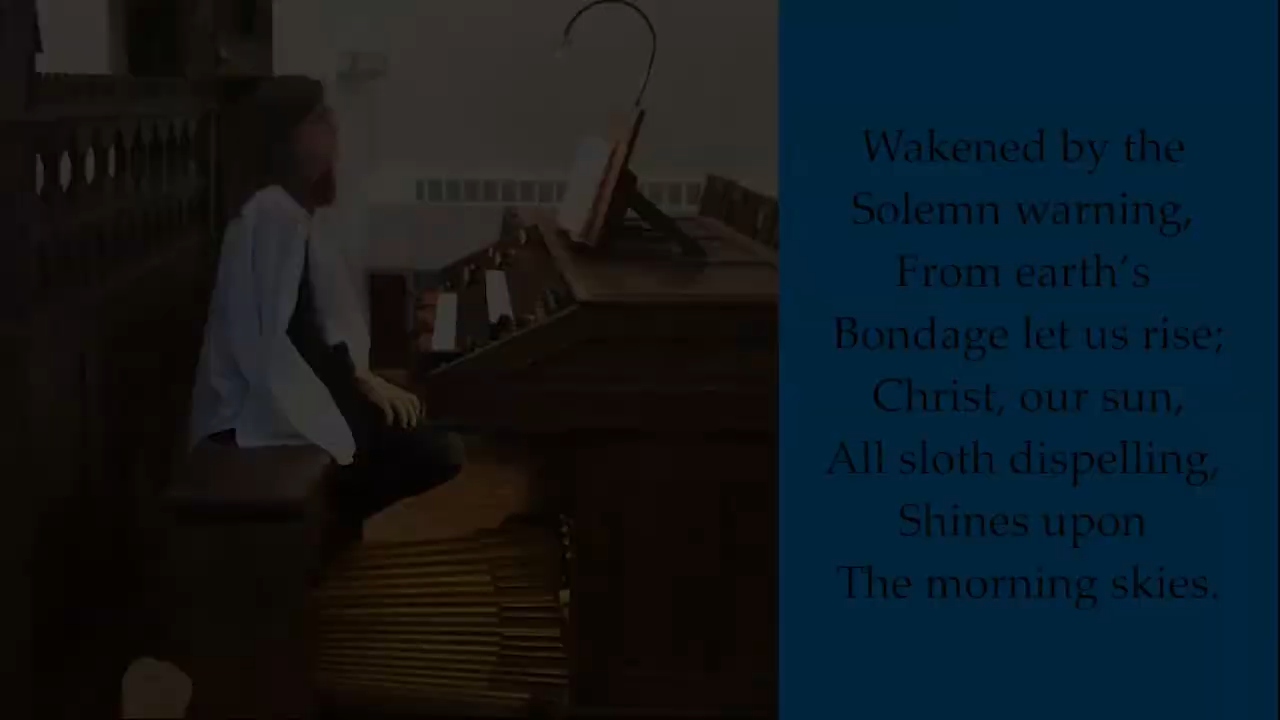 Wakened by the
Solemn warning,
From earth's
Bondage let us rise;
Christ, our sun,
All sloth dispelling,
Shines upon
The morning skies.